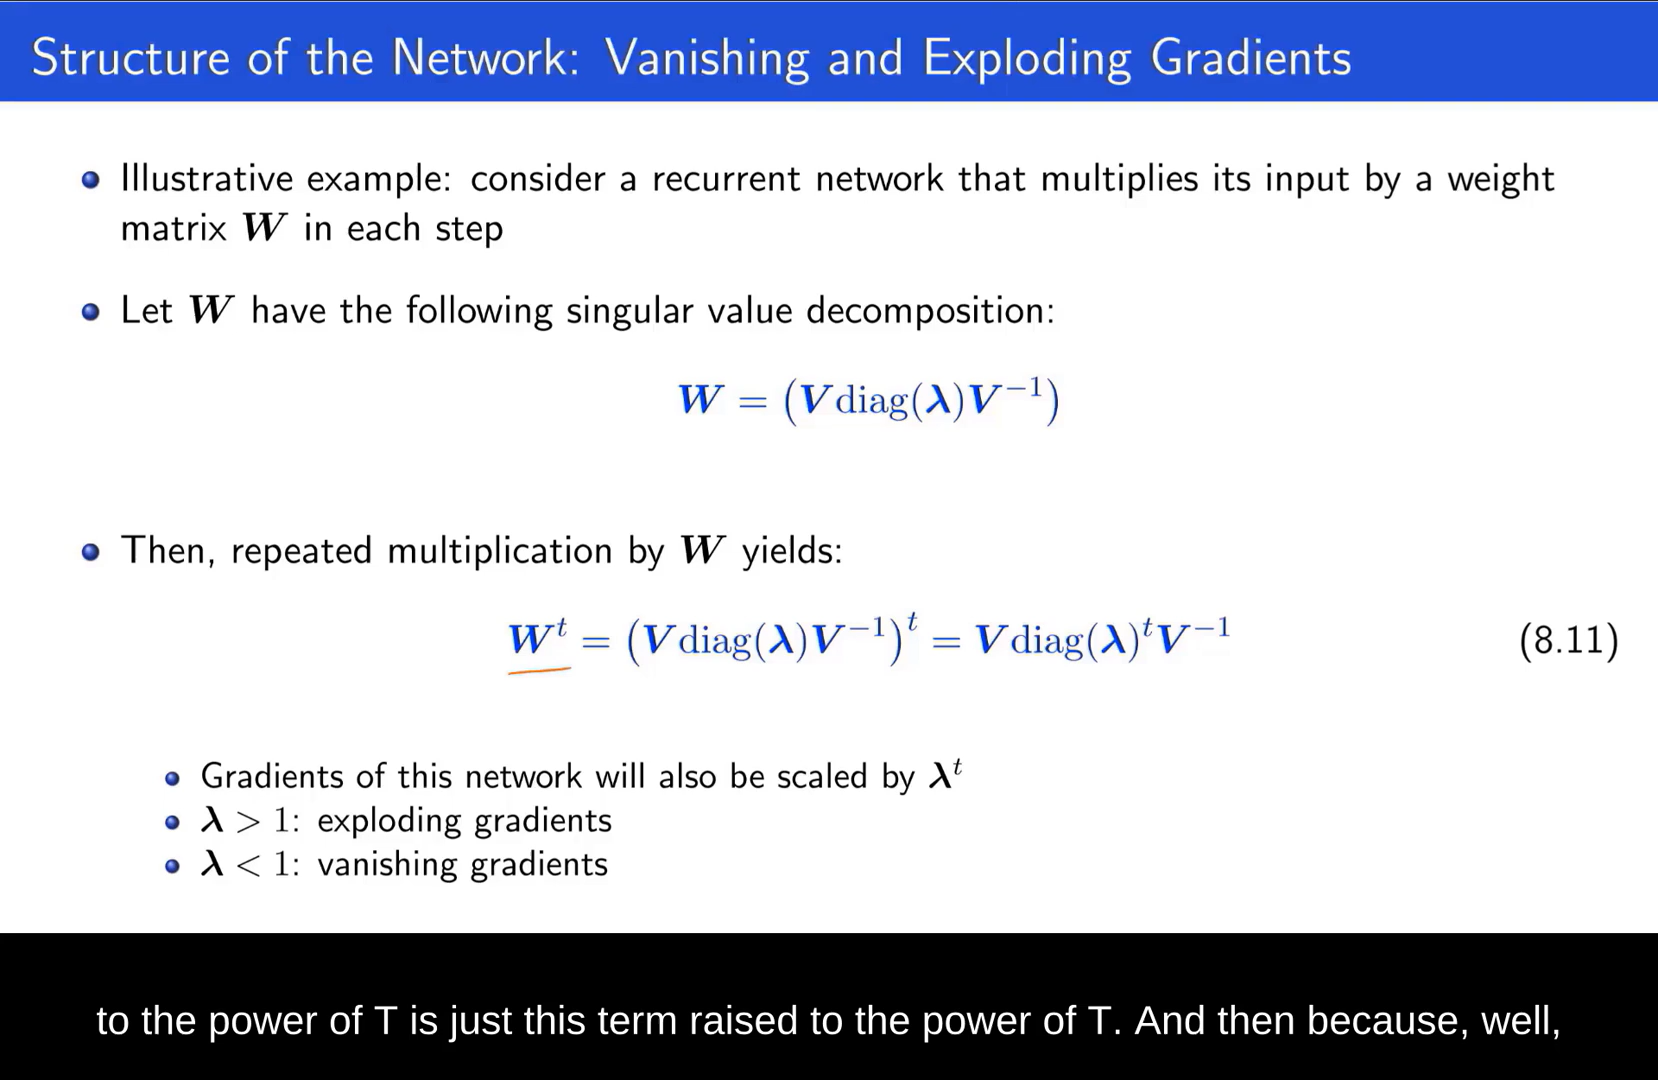 Structure of the Network: Vanishing and Exploding Gradients
Illustrative example: consider a recurrent network that multiplies its input by a weight
matrix W in each step
Let W have the following singular value decomposition:
W = (V diag(λ)V⁻¹)
Then, repeated multiplication by W yields:
Wᵗ = (V diag(λ)V⁻¹)ᵗ = V diag(λ)ᵗV⁻¹ (8.11)
Gradients of this network will also be scaled by λᵗ
λ > 1: exploding gradients
λ < 1: vanishing gradients
to the power of T is just this term raised to the power of T. And then because, well,